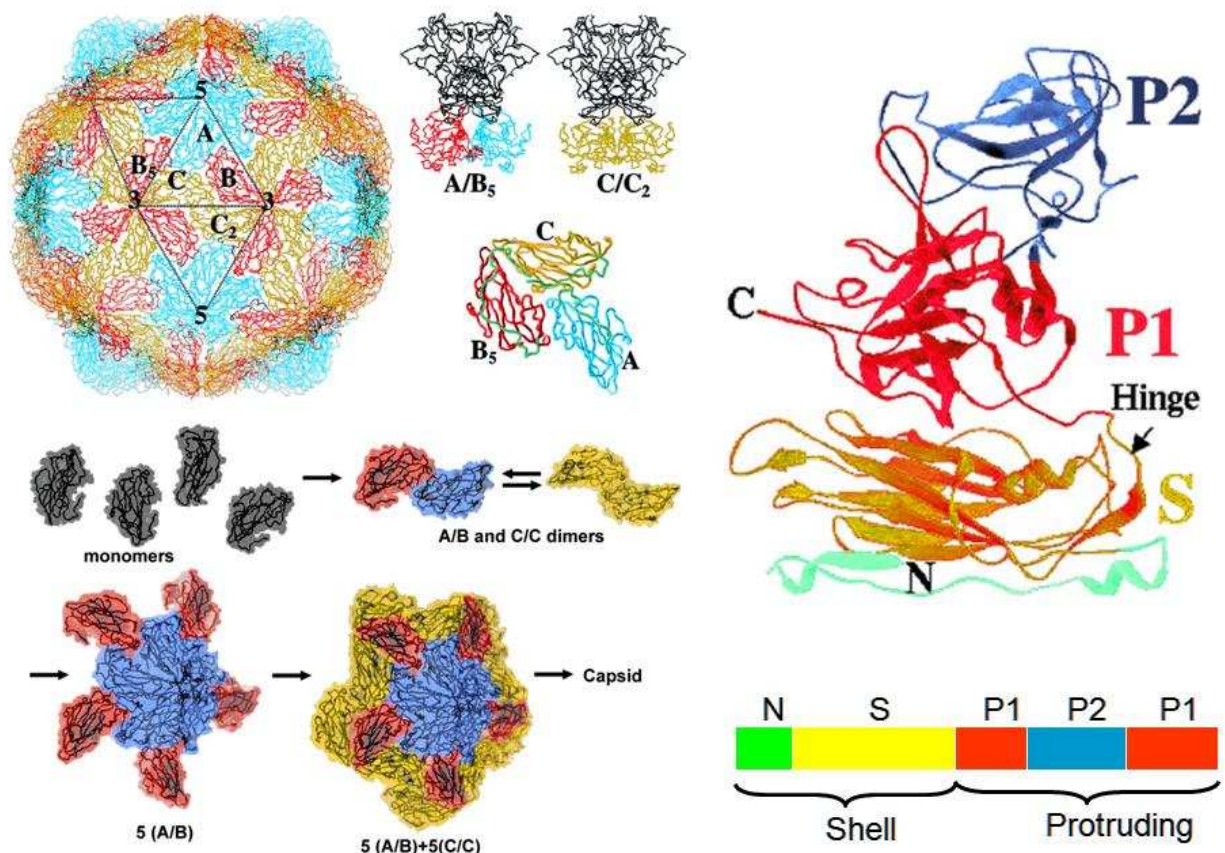 5
A
B5
C
B
3
3
C2
5
A/B5
C/C2
C
B5
A
monomers
A/B and C/C dimers
5 (A/B)
5 (A/B)+5(C/C)
Capsid
P2
C
P1
Hinge
S
N
N S P1 P2 P1
Shell Protruding